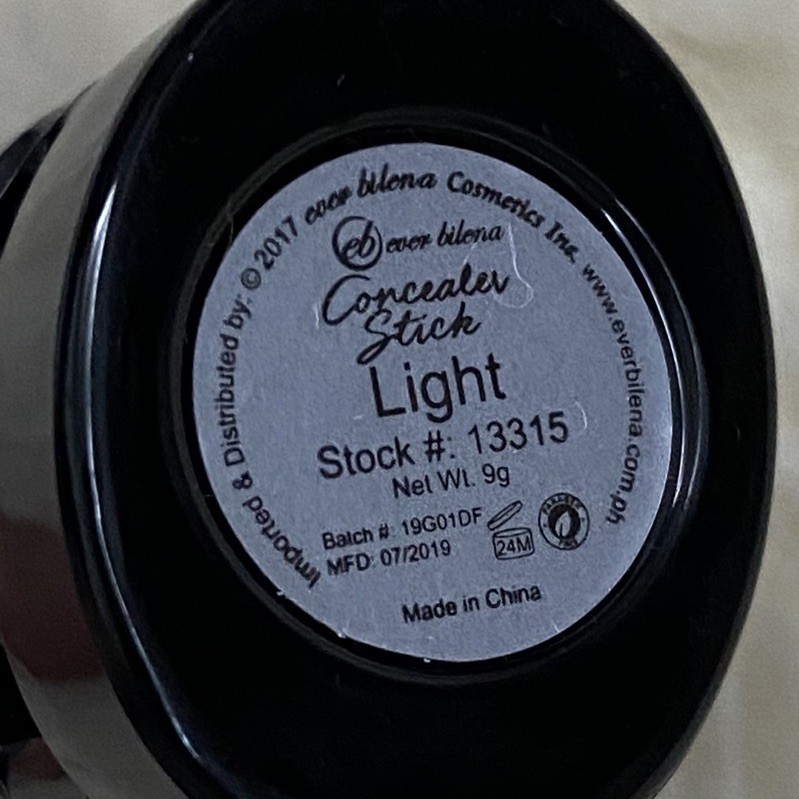 Imported & Distributed by: © 2017 ever bilena Cosmetics Inc. www.everbilena.com.ph
eb ever bilena
Concealer
Stick
Light
Stock #: 13315
Net Wt. 9g
Batch #: 19G01DF
MFD: 07/2019
24M
Made in China